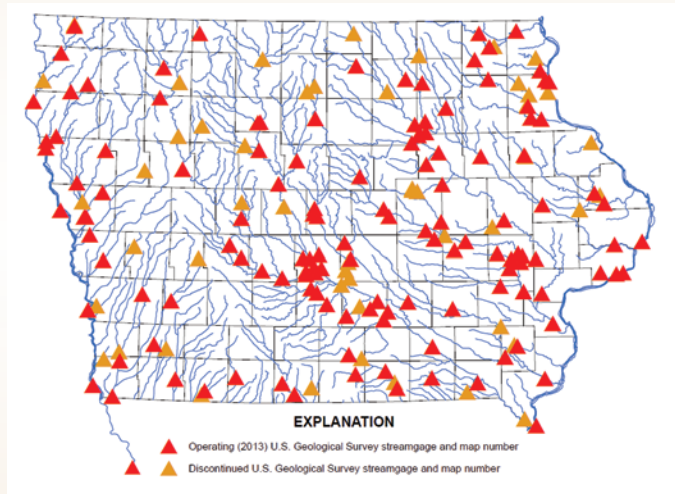 EXPLANATION
Operating (2013) U.S. Geological Survey streamgage and map number
Discontinued U.S. Geological Survey streamgage and map number